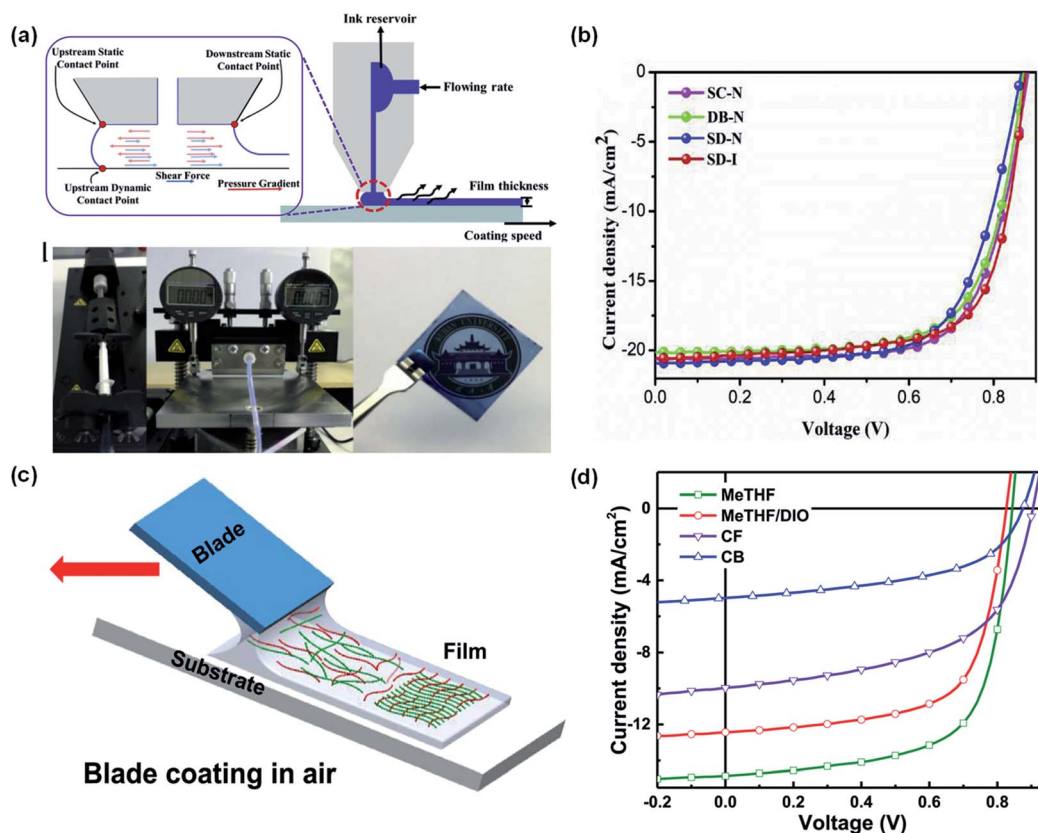 (a)
Upstream Static
Contact Point
Downstream Static
Contact Point
Upstream Dynamic
Contact Point
Shear Force
Pressure Gradient
Ink reservoir
Flowing rate
Film thickness
Coating speed
(b)
SC-N
DB-N
SD-N
SD-I
Current density (mA/cm²)
0
-5
-10
-15
-20
0.0
0.2
0.4
0.6
0.8
Voltage (V)
(c)
Blade
Substrate
Film
Blade coating in air
(d)
MeTHF
MeTHF/DIO
CF
CB
Current density (mA/cm²)
0
-4
-8
-12
-0.2
0.0
0.2
0.4
0.6
0.8
Voltage (V)